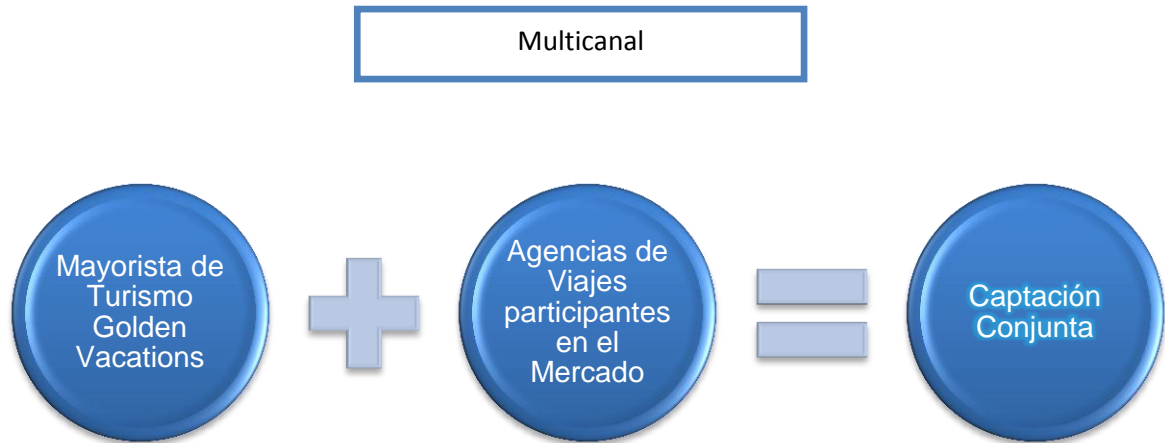 Multicanal
Mayorista de
Turismo
Golden
Vacations
Agencias de
Viajes
participantes
en el
Mercado
Captación
Conjunta